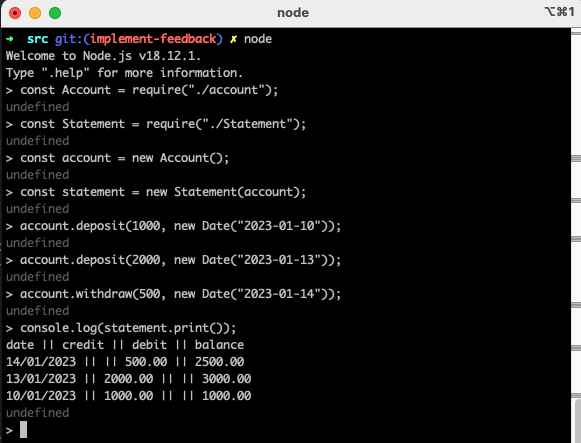 node
⌥⌘1
➜ src git:(implement-feedback) ✗ node
Welcome to Node.js v18.12.1.
Type ".help" for more information.
> const Account = require("./account");
undefined
> const Statement = require("./Statement");
undefined
> const account = new Account();
undefined
> const statement = new Statement(account);
undefined
> account.deposit(1000, new Date("2023-01-10"));
undefined
> account.deposit(2000, new Date("2023-01-13"));
undefined
> account.withdraw(500, new Date("2023-01-14"));
undefined
> console.log(statement.print());
date || credit || debit || balance
14/01/2023 || || 500.00 || 2500.00
13/01/2023 || 2000.00 || || 3000.00
10/01/2023 || 1000.00 || || 1000.00
undefined
>